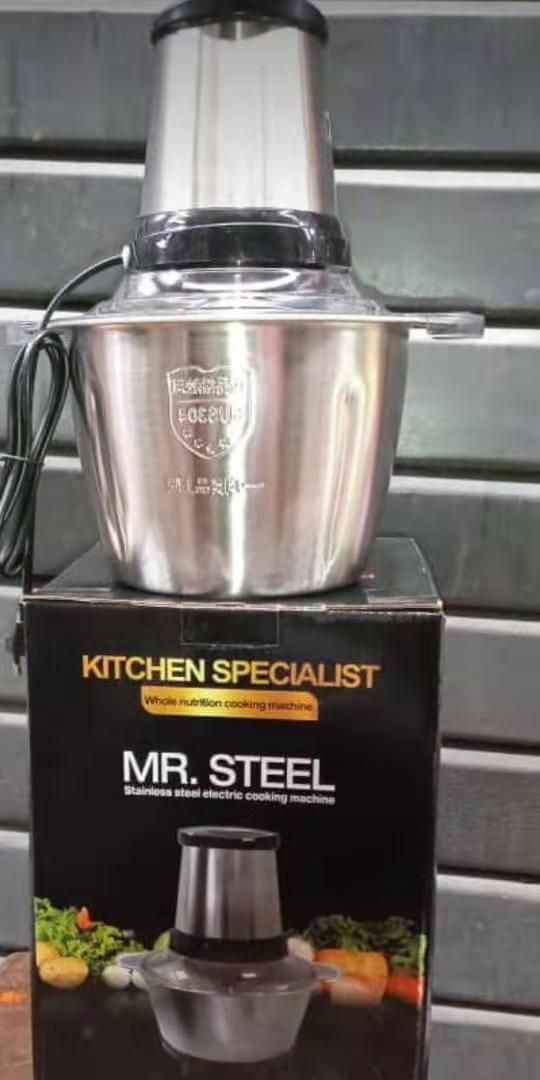 KITCHEN SPECIALIST
Whole nutrition cooking machine
MR. STEEL
Stainless steel electric cooking machine